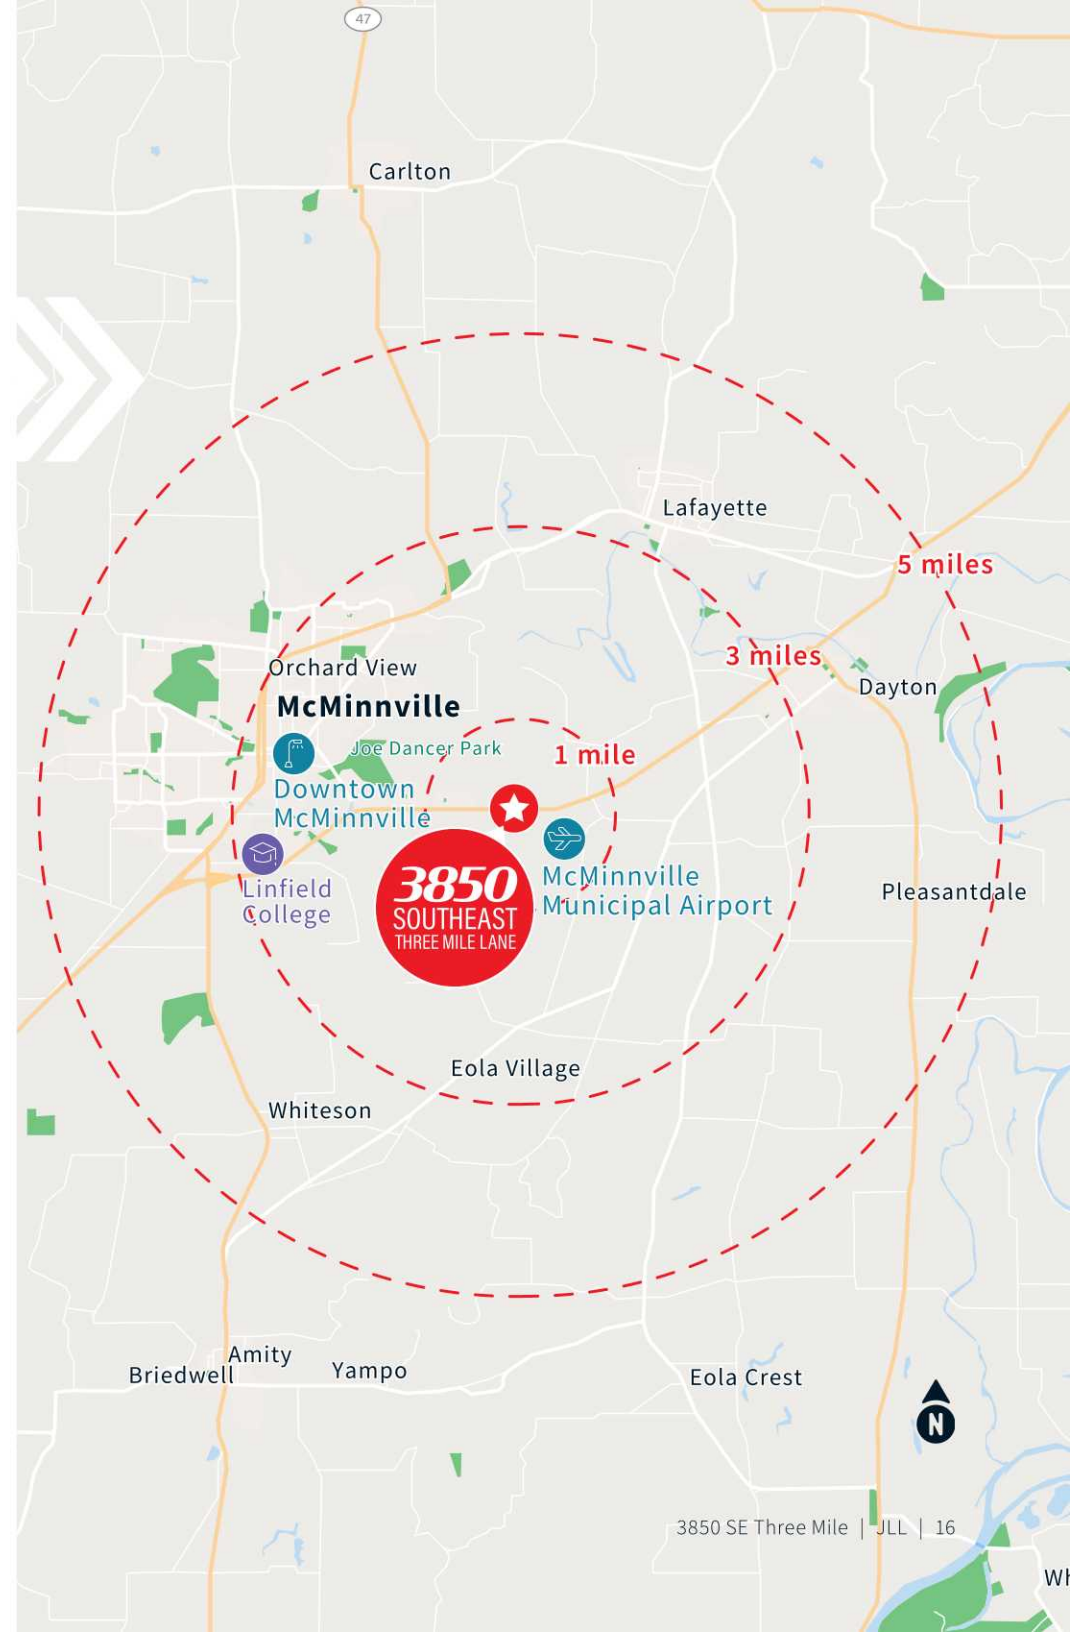 47
Carlton
Lafayette
5 miles
3 miles
Orchard View
Dayton
McMinnville
Joe Dancer Park
1 mile
Downtown
McMinnville
3850
SOUTHEAST
THREE MILE LANE
McMinnville
Municipal Airport
Linfield
College
Pleasantdale
Eola Village
Whiteson
Amity
Briedwell
Yampo
Eola Crest
N
3850 SE Three Mile | JLL | 16
Wh